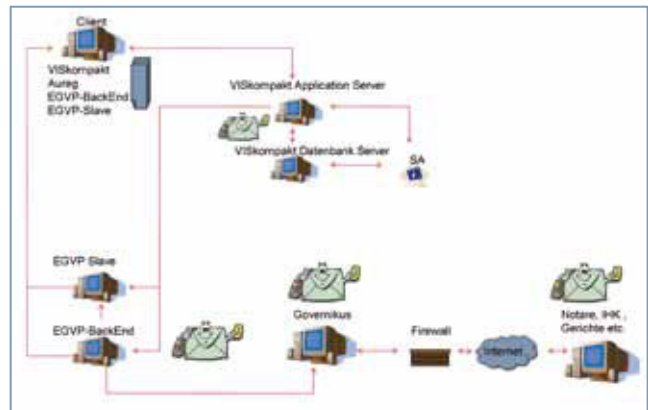 Client
VISkompakt
Aureg
EGVP-BackEnd
EGVP-Slave
VISkompakt Application Server
VISkompakt Datenbank Server
SA
EGVP Slave
EGVP-BackEnd
Governikus
Firewall
Internet
Notare, IHK ,
Gerichte etc.